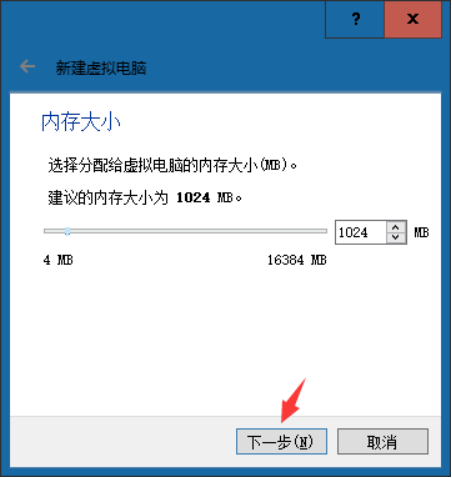 ?
x
新建虚拟电脑
内存大小
选择分配给虚拟电脑的内存大小(MB)。
建议的内存大小为 1024 MB。
1024 MB
4 MB 16384 MB
下一步(N) 取消